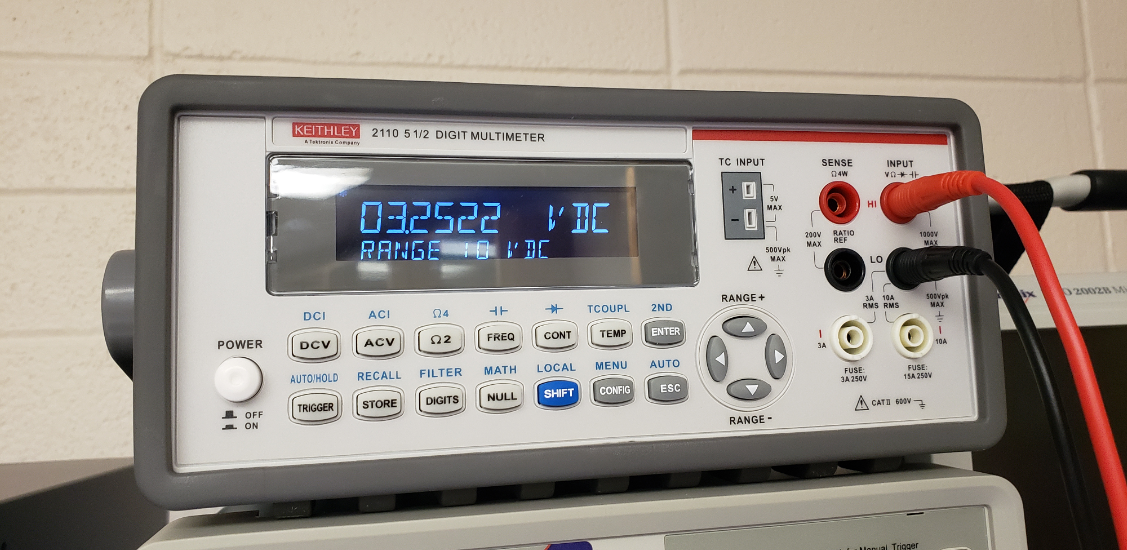 KEITHLEY
A Tektronix Company
2110 5 1/2 DIGIT MULTIMETER
03.2522 VDC
RANGE 10 VDC
TC INPUT
+
5V
MAX
-
500Vpk
MAX
SENSE
Ω 4W
INPUT
VΩ
HI
200V
MAX
RATIO
REF
1000V
MAX
LO
3A
RMS
10A
RMS
500Vpk
MAX
I
3A
I
10A
FUSE:
3A 250V
FUSE:
15A 250V
CAT II 600V
RANGE+
RANGE-
POWER
OFF
ON
DCI ACI Ω4 TCOUPL 2ND
DCV ACV Ω2 FREQ CONT TEMP ENTER
AUTO/HOLD RECALL FILTER MATH LOCAL MENU AUTO
TRIGGER STORE DIGITS NULL SHIFT CONFIG ESC
2002B
Manual Trigger